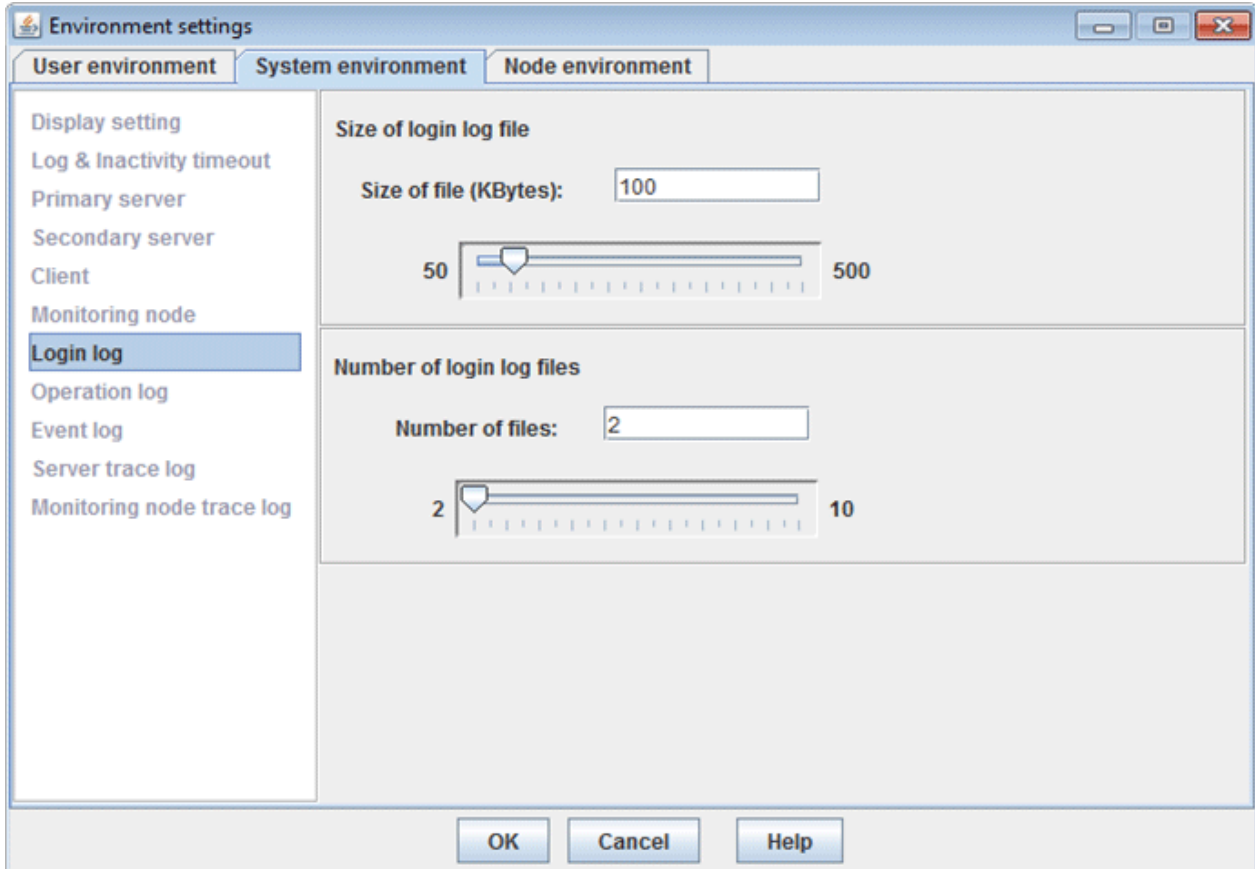 Environment settings
User environment
System environment
Node environment
Display setting
Log & Inactivity timeout
Primary server
Secondary server
Client
Monitoring node
Login log
Operation log
Event log
Server trace log
Monitoring node trace log
Size of login log file
Size of file (KBytes): 100
50 500
Number of login log files
Number of files: 2
2 10
OK Cancel Help